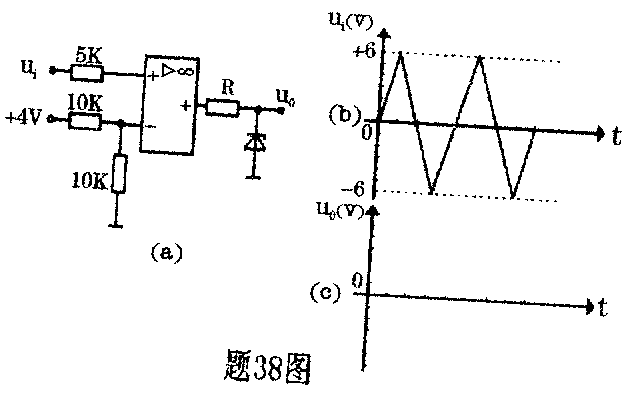 uᵢ
5K
+
▷∞
+4V
10K
−
+
R
u₀
10K
(a)
uᵢ(V)
+6
(b)
0
t
-6
u₀(V)
0
(c)
t
题38图